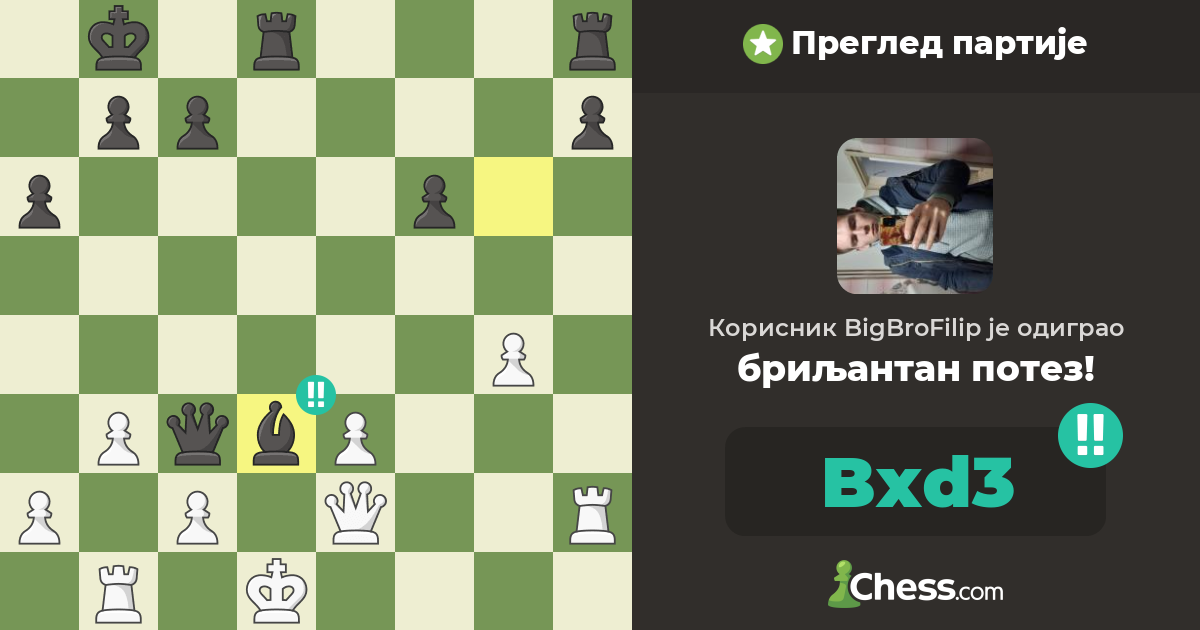 Преглед партије
Корисник BigBroFilip је одиграо
бриљантан потез!
!!
!!
Bxd3
Chess.com